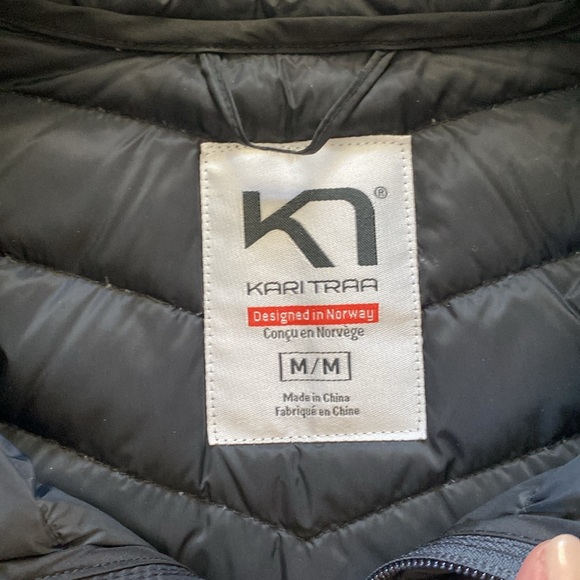 KT®
KARI TRAA
Designed in Norway
Conçu en Norvège
M/M
Made in China
Fabriqué en Chine